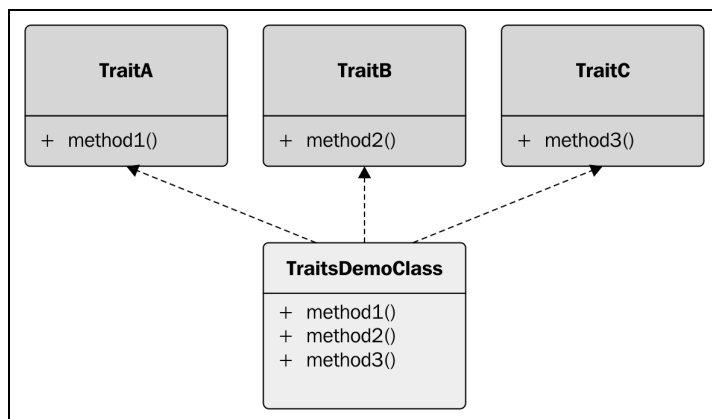 TraitA
+ method1()
TraitB
+ method2()
TraitC
+ method3()
TraitsDemoClass
+ method1()
+ method2()
+ method3()